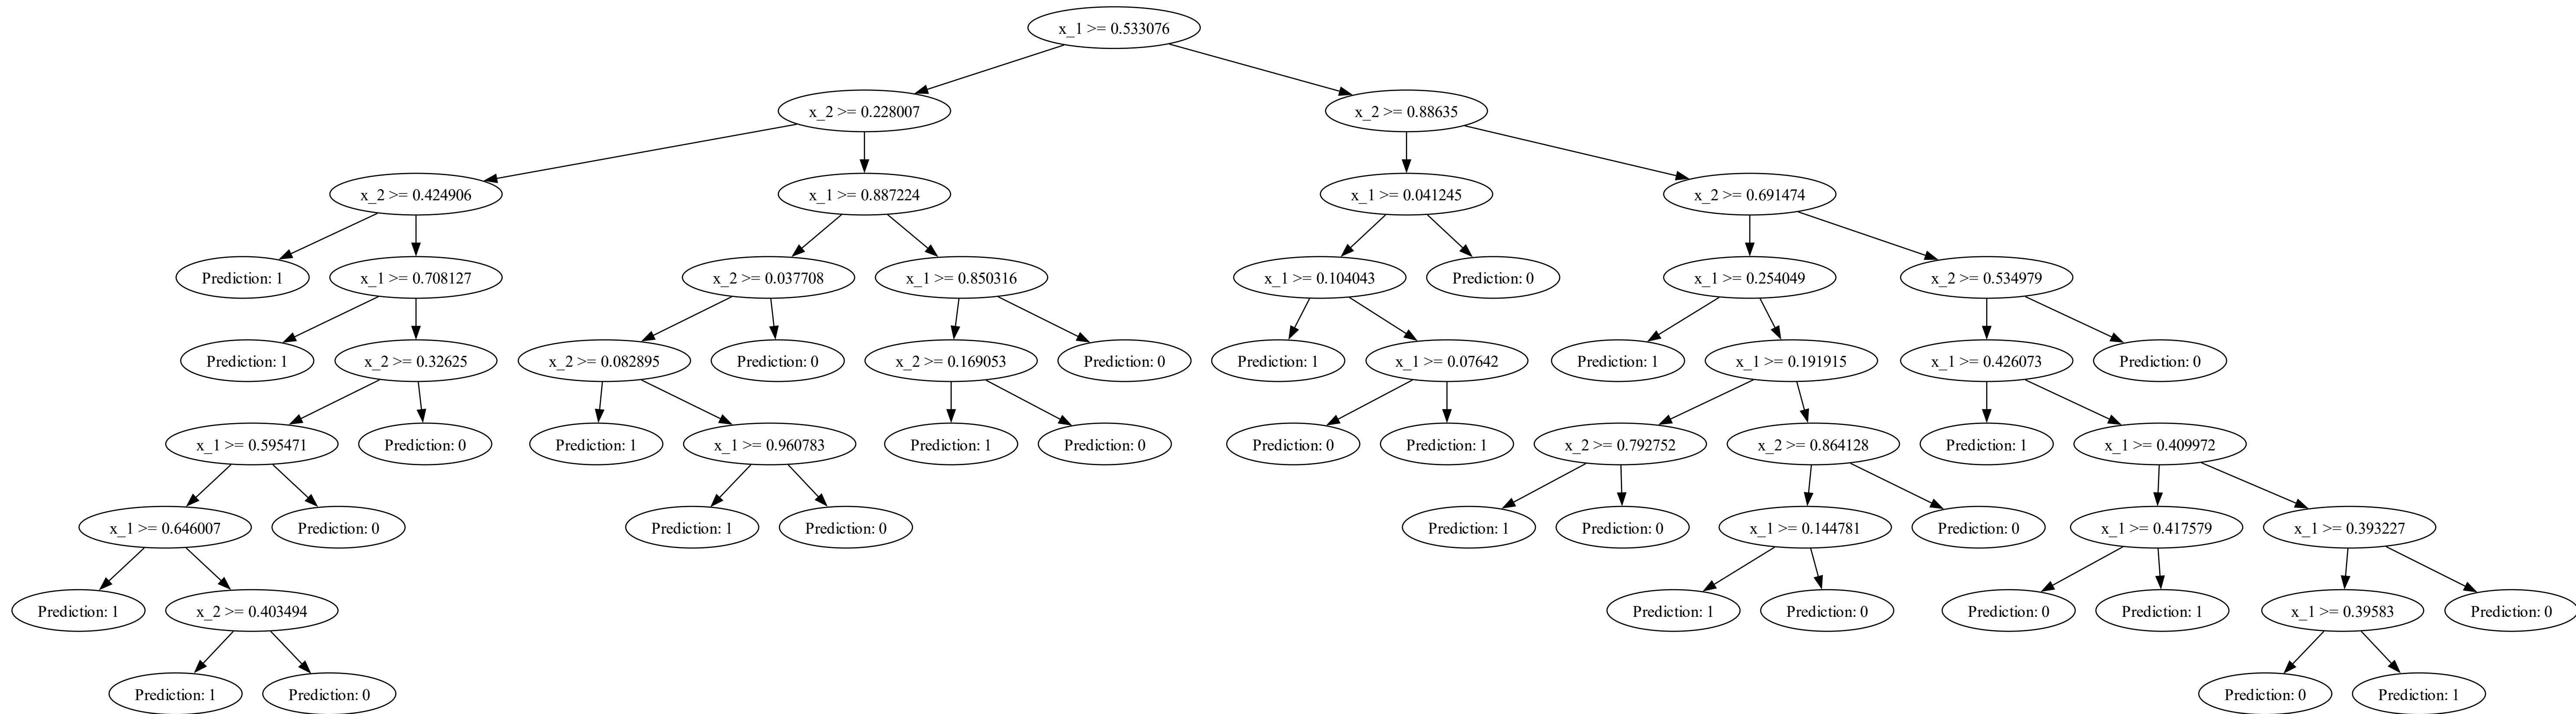 x_1 >= 0.533076
x_2 >= 0.228007
x_2 >= 0.88635
x_2 >= 0.424906
x_1 >= 0.887224
x_1 >= 0.041245
x_2 >= 0.691474
Prediction: 1
x_1 >= 0.708127
x_2 >= 0.037708
x_1 >= 0.850316
x_1 >= 0.104043
Prediction: 0
x_1 >= 0.254049
x_2 >= 0.534979
Prediction: 1
x_2 >= 0.32625
x_2 >= 0.082895
Prediction: 0
x_2 >= 0.169053
Prediction: 0
Prediction: 1
x_1 >= 0.07642
Prediction: 1
x_1 >= 0.191915
x_1 >= 0.426073
Prediction: 0
x_1 >= 0.595471
Prediction: 0
Prediction: 1
x_1 >= 0.960783
Prediction: 1
Prediction: 0
Prediction: 0
Prediction: 1
x_2 >= 0.792752
x_2 >= 0.864128
Prediction: 1
x_1 >= 0.409972
x_1 >= 0.646007
Prediction: 0
Prediction: 1
Prediction: 0
Prediction: 1
Prediction: 0
x_1 >= 0.144781
Prediction: 0
x_1 >= 0.417579
x_1 >= 0.393227
Prediction: 1
x_2 >= 0.403494
Prediction: 1
Prediction: 0
Prediction: 0
Prediction: 1
x_1 >= 0.39583
Prediction: 0
Prediction: 1
Prediction: 0
Prediction: 0
Prediction: 1